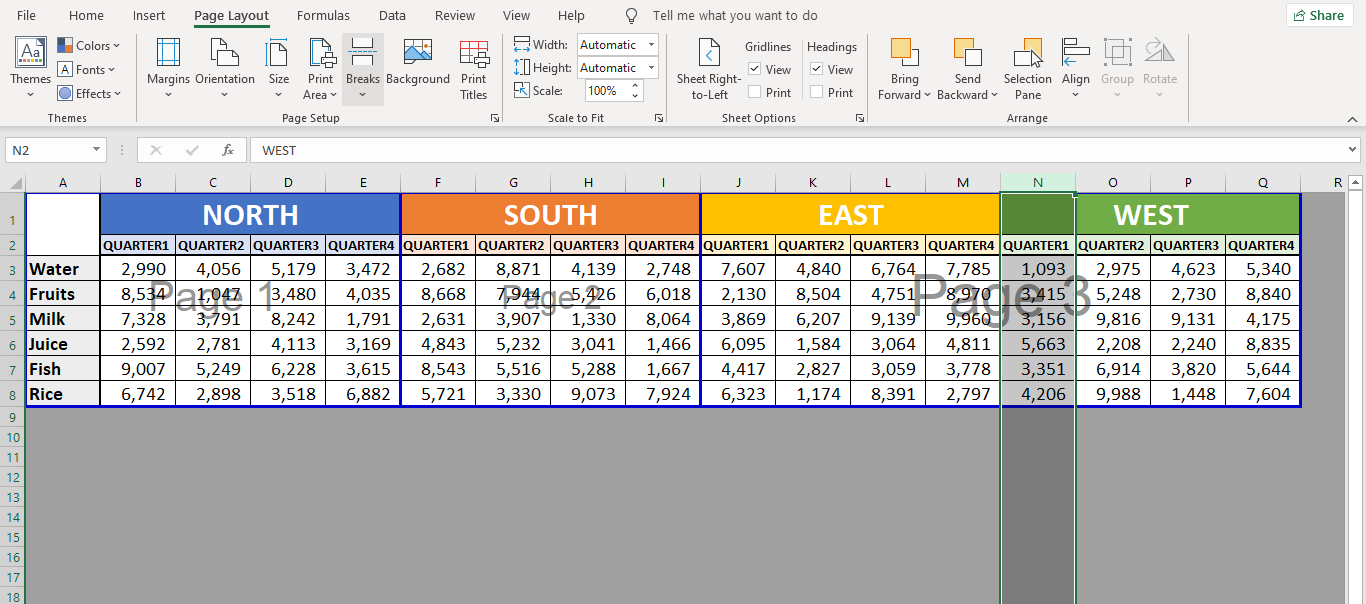 File Home Insert Page Layout Formulas Data Review View Help Tell me what you want to do Share
Themes Colors Fonts Effects Margins Orientation Size Print Area Breaks Background Print Titles Width: Automatic Height: Automatic Scale: 100% Sheet Right-to-Left Gridlines View Print Headings View Print Bring Forward Send Backward Selection Pane Align Group Rotate
Themes Page Setup Scale to Fit Sheet Options Arrange
N2 fx WEST
A B C D E F G H I J K L M N O P Q R
1 NORTH SOUTH EAST WEST
2 QUARTER1 QUARTER2 QUARTER3 QUARTER4 QUARTER1 QUARTER2 QUARTER3 QUARTER4 QUARTER1 QUARTER2 QUARTER3 QUARTER4 QUARTER1 QUARTER2 QUARTER3 QUARTER4
3 Water 2,990 4,056 5,179 3,472 2,682 8,871 4,139 2,748 7,607 4,840 6,764 7,785 1,093 2,975 4,623 5,340
4 Fruits 8,534 1,047 3,480 4,035 8,668 7,944 5,426 6,018 2,130 8,504 4,751 8,970 3,415 5,248 2,730 8,840
Page 1 Page 2 Page 3
5 Milk 7,328 3,791 8,242 1,791 2,631 3,907 1,330 8,064 3,869 6,207 9,139 9,960 3,156 9,816 9,131 4,175
6 Juice 2,592 2,781 4,113 3,169 4,843 5,232 3,041 1,466 6,095 1,584 3,064 4,811 5,663 2,208 2,240 8,835
7 Fish 9,007 5,249 6,228 3,615 8,543 5,516 5,288 1,667 4,417 2,827 3,059 3,778 3,351 6,914 3,820 5,644
8 Rice 6,742 2,898 3,518 6,882 5,721 3,330 9,073 7,924 6,323 1,174 8,391 2,797 4,206 9,988 1,448 7,604
9
10
11
12
13
14
15
16
17
18